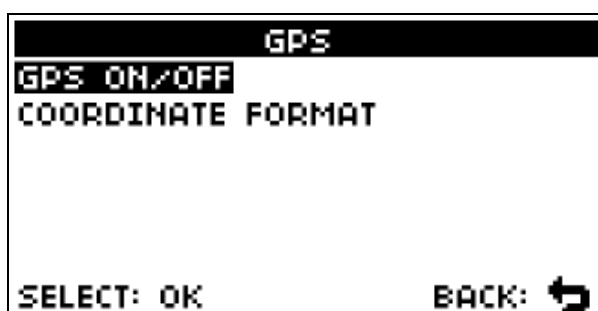 GPS
GPS ON/OFF
COORDINATE FORMAT
SELECT: OK BACK: